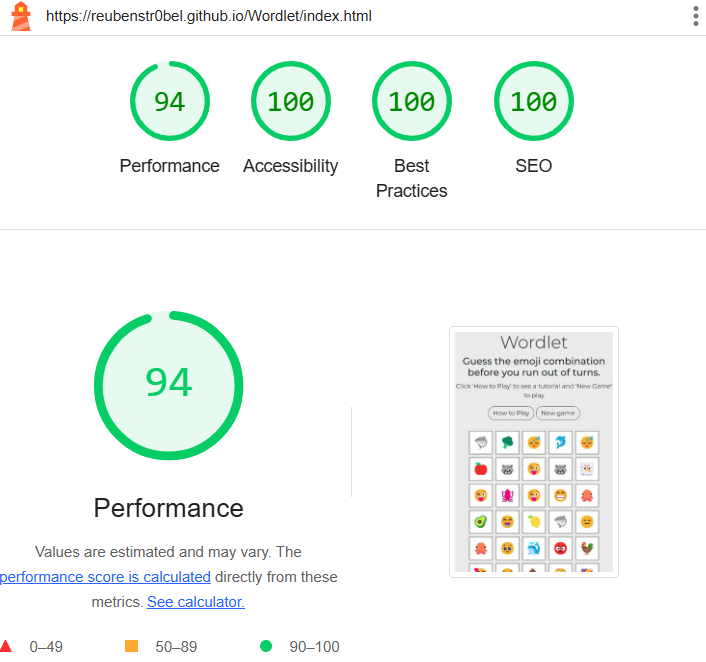 https://reubenstr0bel.github.io/Wordlet/index.html
94
100
100
100
Performance
Accessibility
Best
Practices
SEO
94
Performance
Values are estimated and may vary. The
performance score is calculated directly from these
metrics. See calculator.
0–49
50–89
90–100
Wordlet
Guess the emoji combination
before you run out of turns.
Click 'How to Play' to see a tutorial and 'New Game'
to play
How to Play
New game